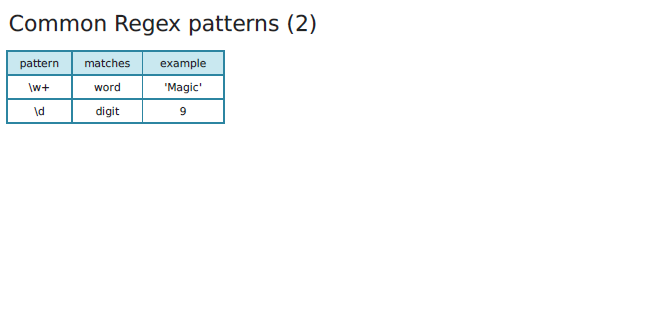 Common Regex patterns (2)
pattern matches example
\w+ word 'Magic'
\d digit 9